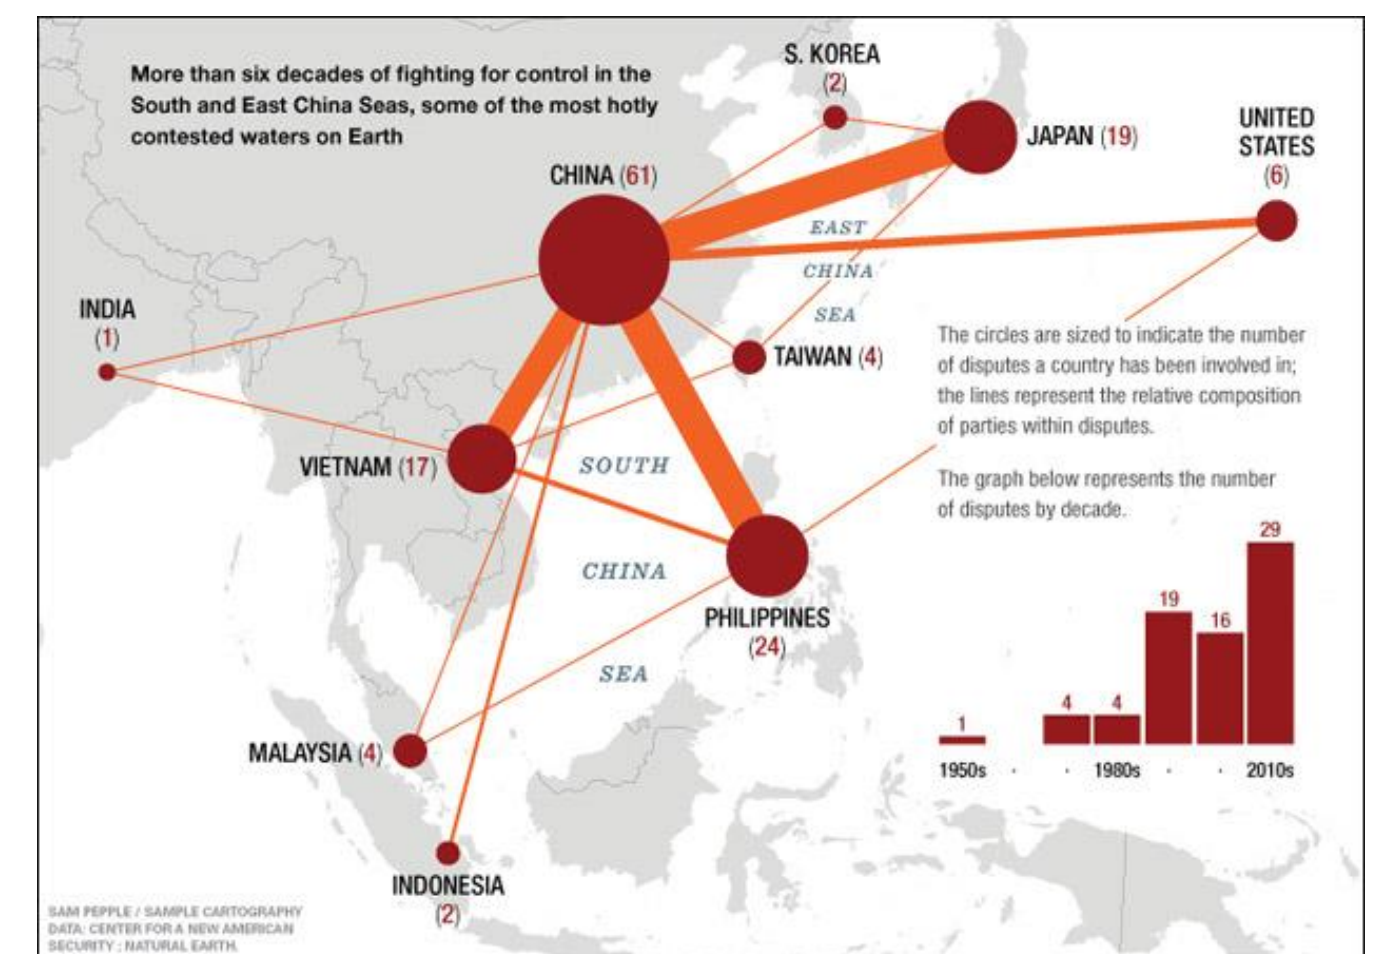 More than six decades of fighting for control in the
South and East China Seas, some of the most hotly
contested waters on Earth
S. KOREA
(2)
JAPAN (19)
UNITED
STATES
(6)
CHINA (61)
EAST
CHINA
SEA
INDIA
(1)
TAIWAN (4)
The circles are sized to indicate the number
of disputes a country has been involved in;
the lines represent the relative composition
of parties within disputes.
VIETNAM (17)
SOUTH
CHINA
SEA
The graph below represents the number
of disputes by decade.
PHILIPPINES
(24)
MALAYSIA (4)
INDONESIA
(2)
29
19
16
4
4
1
1950s · · 1980s · · 2010s
SAM PEPPLE / SAMPLE CARTOGRAPHY
DATA: CENTER FOR A NEW AMERICAN
SECURITY : NATURAL EARTH.